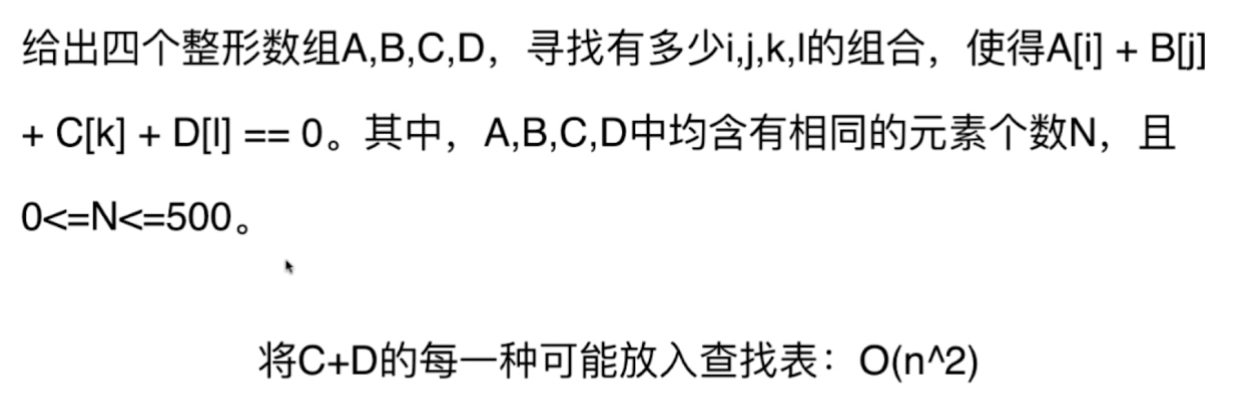 给出四个整形数组A,B,C,D，寻找有多少i,j,k,l的组合，使得A[i] + B[j]
+ C[k] + D[l] == 0。其中，A,B,C,D中均含有相同的元素个数N，且
0<=N<=500。
将C+D的每一种可能放入查找表：O(n^2)